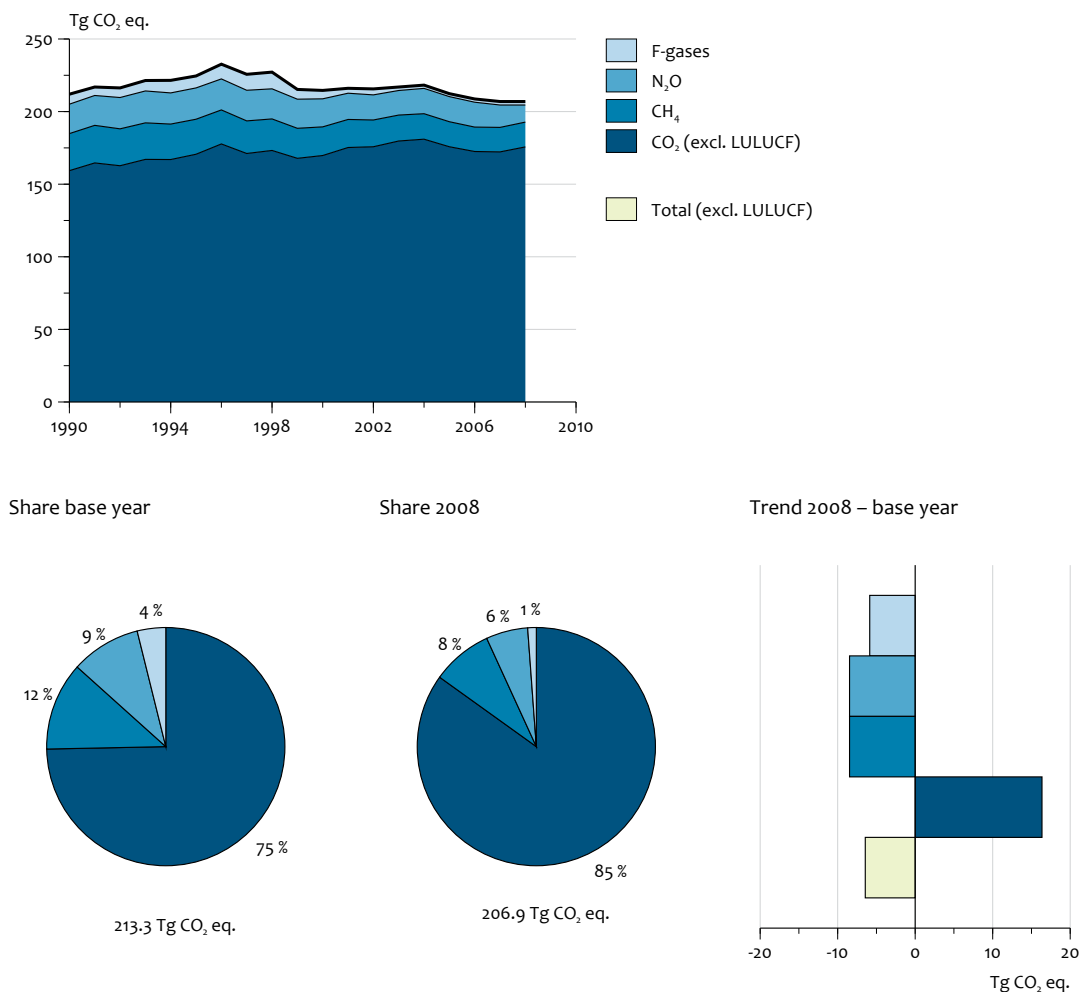 Tg CO₂ eq.
250
200
150
100
50
0
1990 1994 1998 2002 2006 2010
F-gases
N₂O
CH₄
CO₂ (excl. LULUCF)
Total (excl. LULUCF)
Share base year
4 %
9 %
12 %
75 %
213.3 Tg CO₂ eq.
Share 2008
1 %
6 %
8 %
85 %
206.9 Tg CO₂ eq.
Trend 2008 – base year
-20 -10 0 10 20
Tg CO₂ eq.